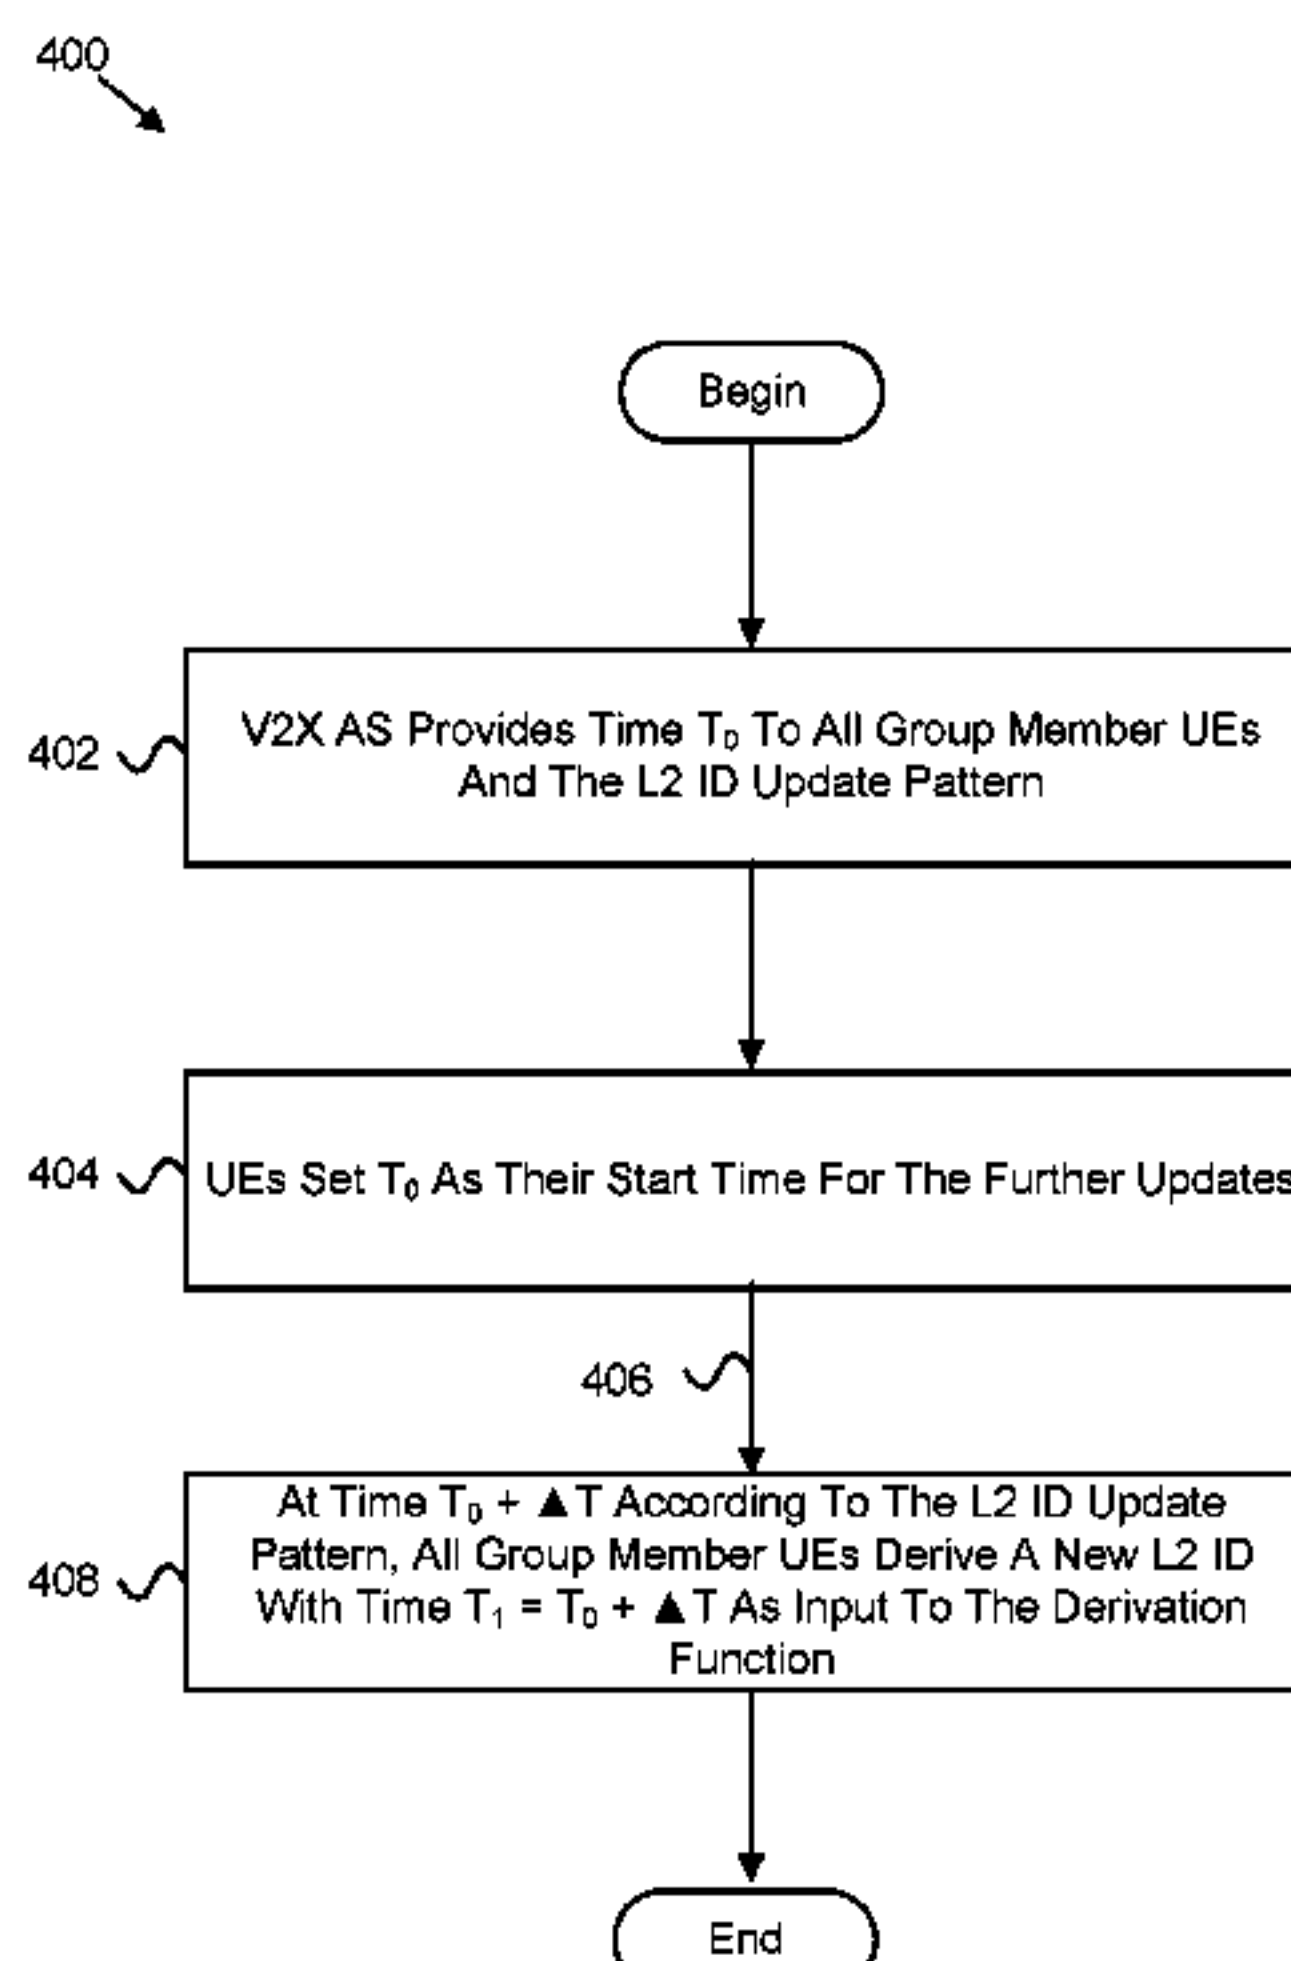 400
Begin
402
V2X AS Provides Time T₀ To All Group Member UEs
And The L2 ID Update Pattern
404
UEs Set T₀ As Their Start Time For The Further Updates
406
408
At Time T₀ + ▲T According To The L2 ID Update
Pattern, All Group Member UEs Derive A New L2 ID
With Time T₁ = T₀ + ▲T As Input To The Derivation
Function
End